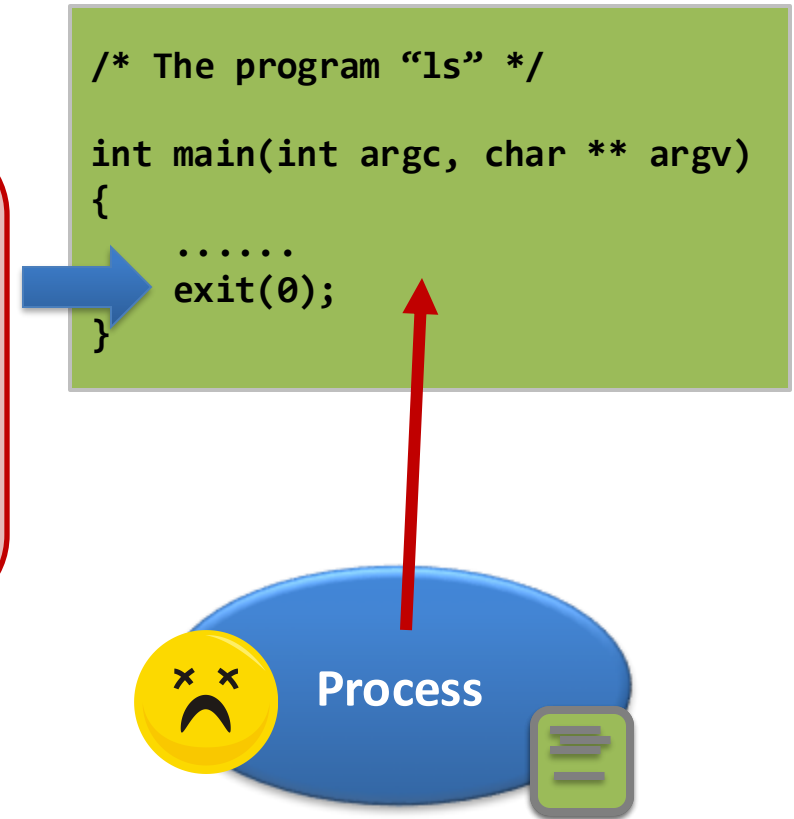 /* The program “ls” */
int main(int argc, char ** argv)
{
    ......
    exit(0);
}
Process